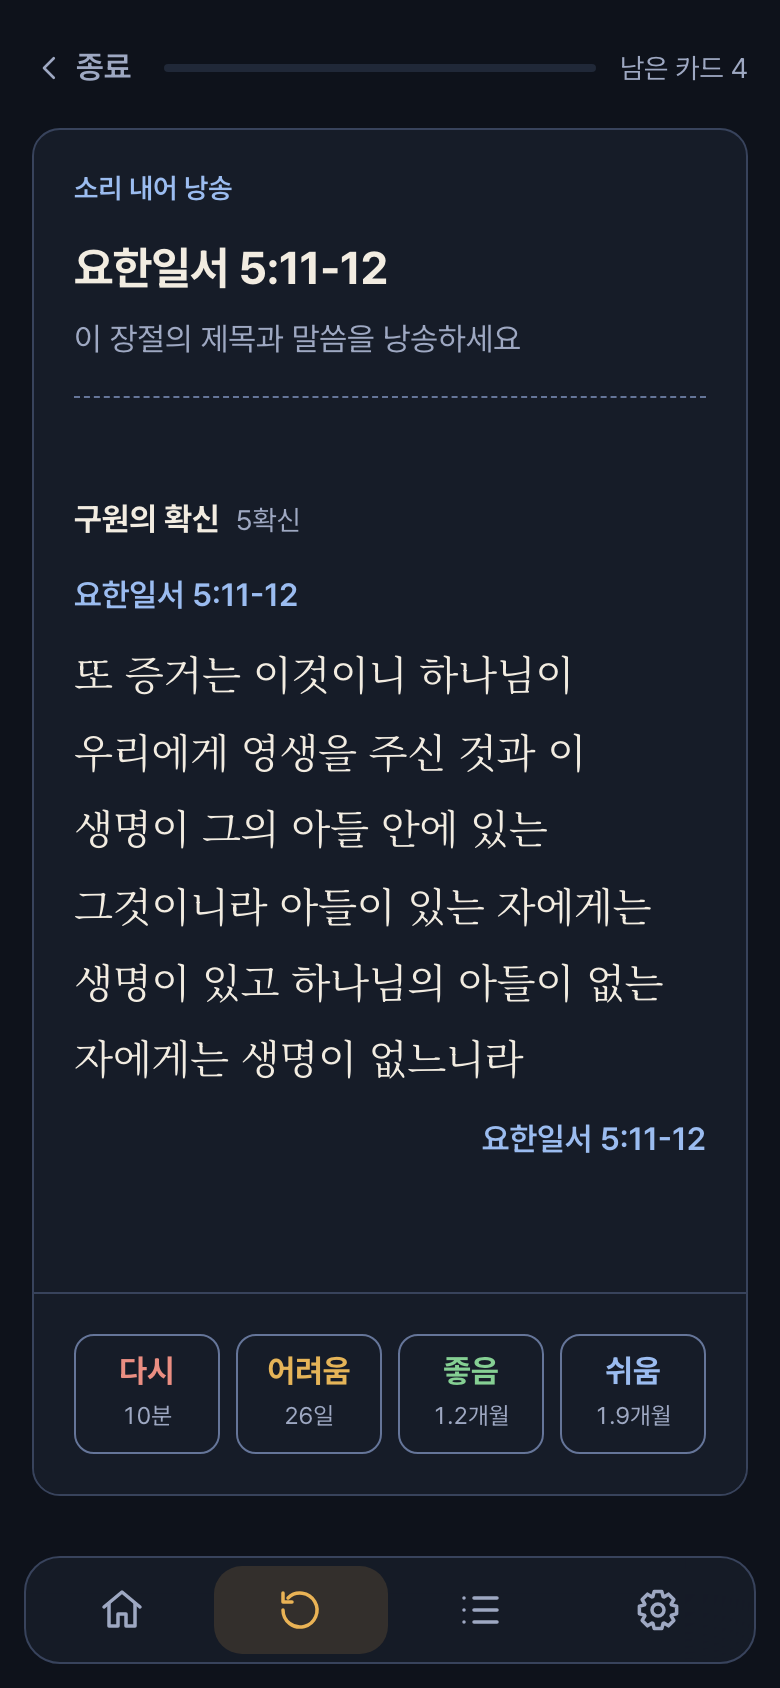 종료
남은 카드 4
소리 내어 낭송
요한일서 5:11-12
이 장절의 제목과 말씀을 낭송하세요
구원의 확신 5확신
요한일서 5:11-12
또 증거는 이것이니 하나님이
우리에게 영생을 주신 것과 이
생명이 그의 아들 안에 있는
그것이니라 아들이 있는 자에게는
생명이 있고 하나님의 아들이 없는
자에게는 생명이 없느니라
요한일서 5:11-12
다시 어려움 좋음 쉬움
10분 26일 1.2개월 1.9개월